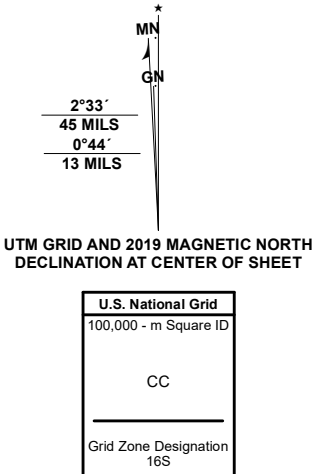 MN
GN
2°33´
45 MILS
0°44´
13 MILS
UTM GRID AND 2019 MAGNETIC NORTH
DECLINATION AT CENTER OF SHEET
U.S. National Grid
100,000 - m Square ID
CC
Grid Zone Designation
16S